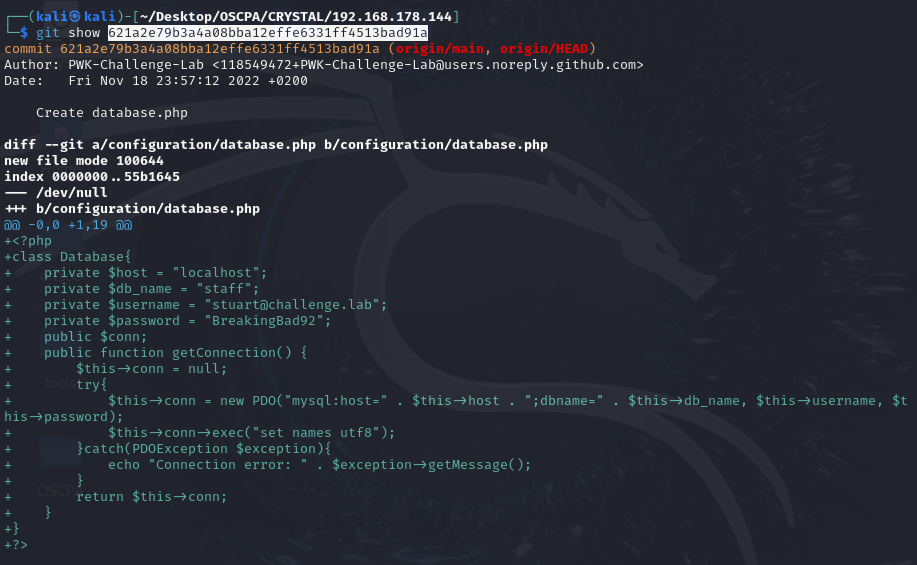 ┌──(kali㉿kali)-[~/Desktop/OSCPA/CRYSTAL/192.168.178.144]
└─$ git show 621a2e79b3a4a08bba12effe6331ff4513bad91a
commit 621a2e79b3a4a08bba12effe6331ff4513bad91a (origin/main, origin/HEAD)
Author: PWK-Challenge-Lab <118549472+PWK-Challenge-Lab@users.noreply.github.com>
Date:   Fri Nov 18 23:57:12 2022 +0200

    Create database.php

diff --git a/configuration/database.php b/configuration/database.php
new file mode 100644
index 0000000..55b1645
--- /dev/null
+++ b/configuration/database.php
@@ -0,0 +1,19 @@
+<?php
+class Database{
+    private $host = "localhost";
+    private $db_name = "staff";
+    private $username = "stuart@challenge.lab";
+    private $password = "BreakingBad92";
+    public $conn;
+    public function getConnection() {
+        $this->conn = null;
+        try{
+            $this->conn = new PDO("mysql:host=" . $this->host . ";dbname=" . $this->db_name, $this->username, $t
his->password);
+            $this->conn->exec("set names utf8");
+        }catch(PDOException $exception){
+            echo "Connection error: " . $exception->getMessage();
+        }
+        return $this->conn;
+    }
+}
+?>
tools